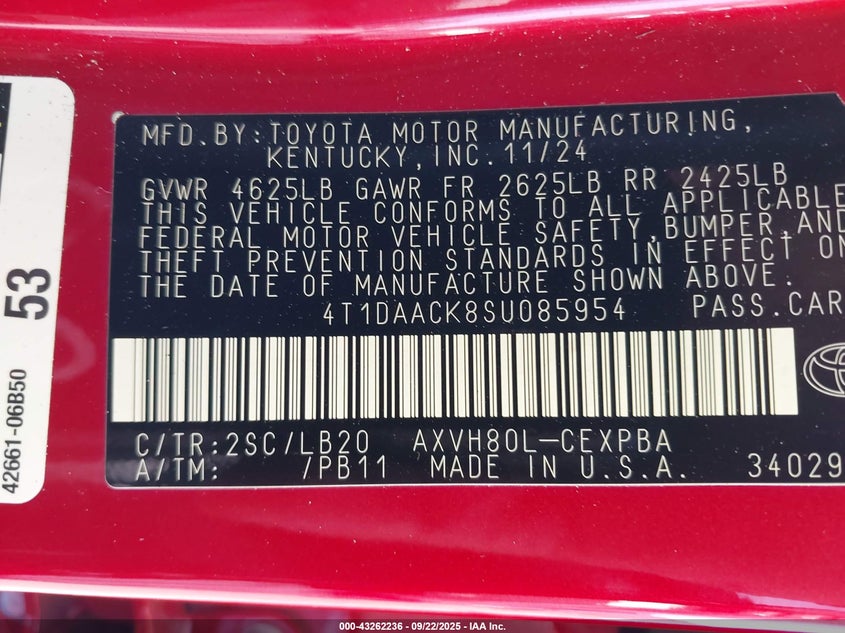 MFD.BY:TOYOTA MOTOR MANUFACTURING,
KENTUCKY,INC.11/24
GVWR 4625LB GAWR FR 2625LB RR 2425LB
THIS VEHICLE CONFORMS TO ALL APPLICABLE
FEDERAL MOTOR VEHICLE SAFETY,BUMPER,AND
THEFT PREVENTION STANDARDS IN EFFECT ON
THE DATE OF MANUFACTURE SHOWN ABOVE.
4T1DAACK8SU085954 PASS.CAR
C/TR:2SC/LB20 AXVH80L-CEXPBA
A/TM: /PB11 MADE IN U.S.A. 34029
53
42661-06B50
000-43262236 - 09/22/2025 - IAA Inc.